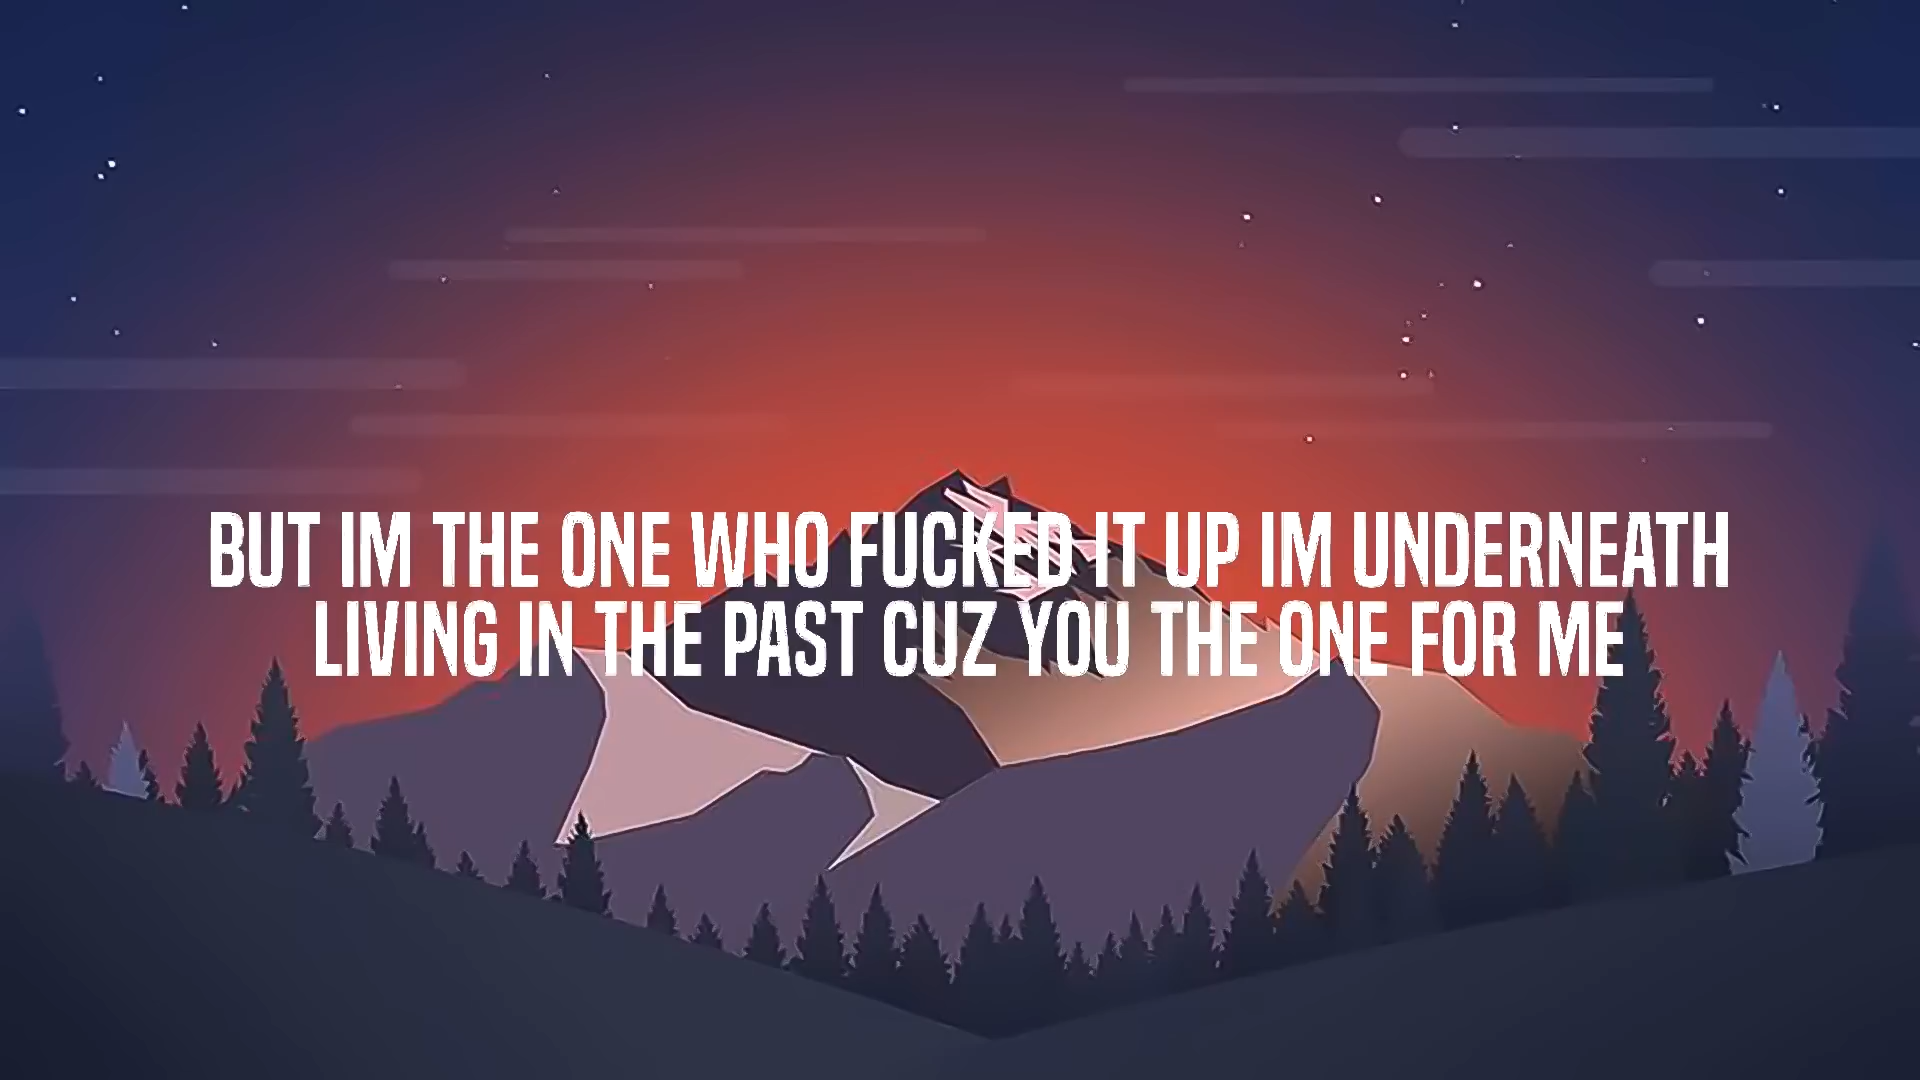 BUT IM THE ONE WHO FUCKED IT UP IM UNDERNEATH
LIVING IN THE PAST CUZ YOU THE ONE FOR ME